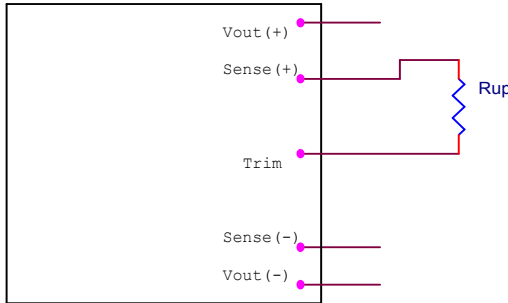 Vout(+)
Sense(+)
Rup
Trim
Sense(-)
Vout(-)